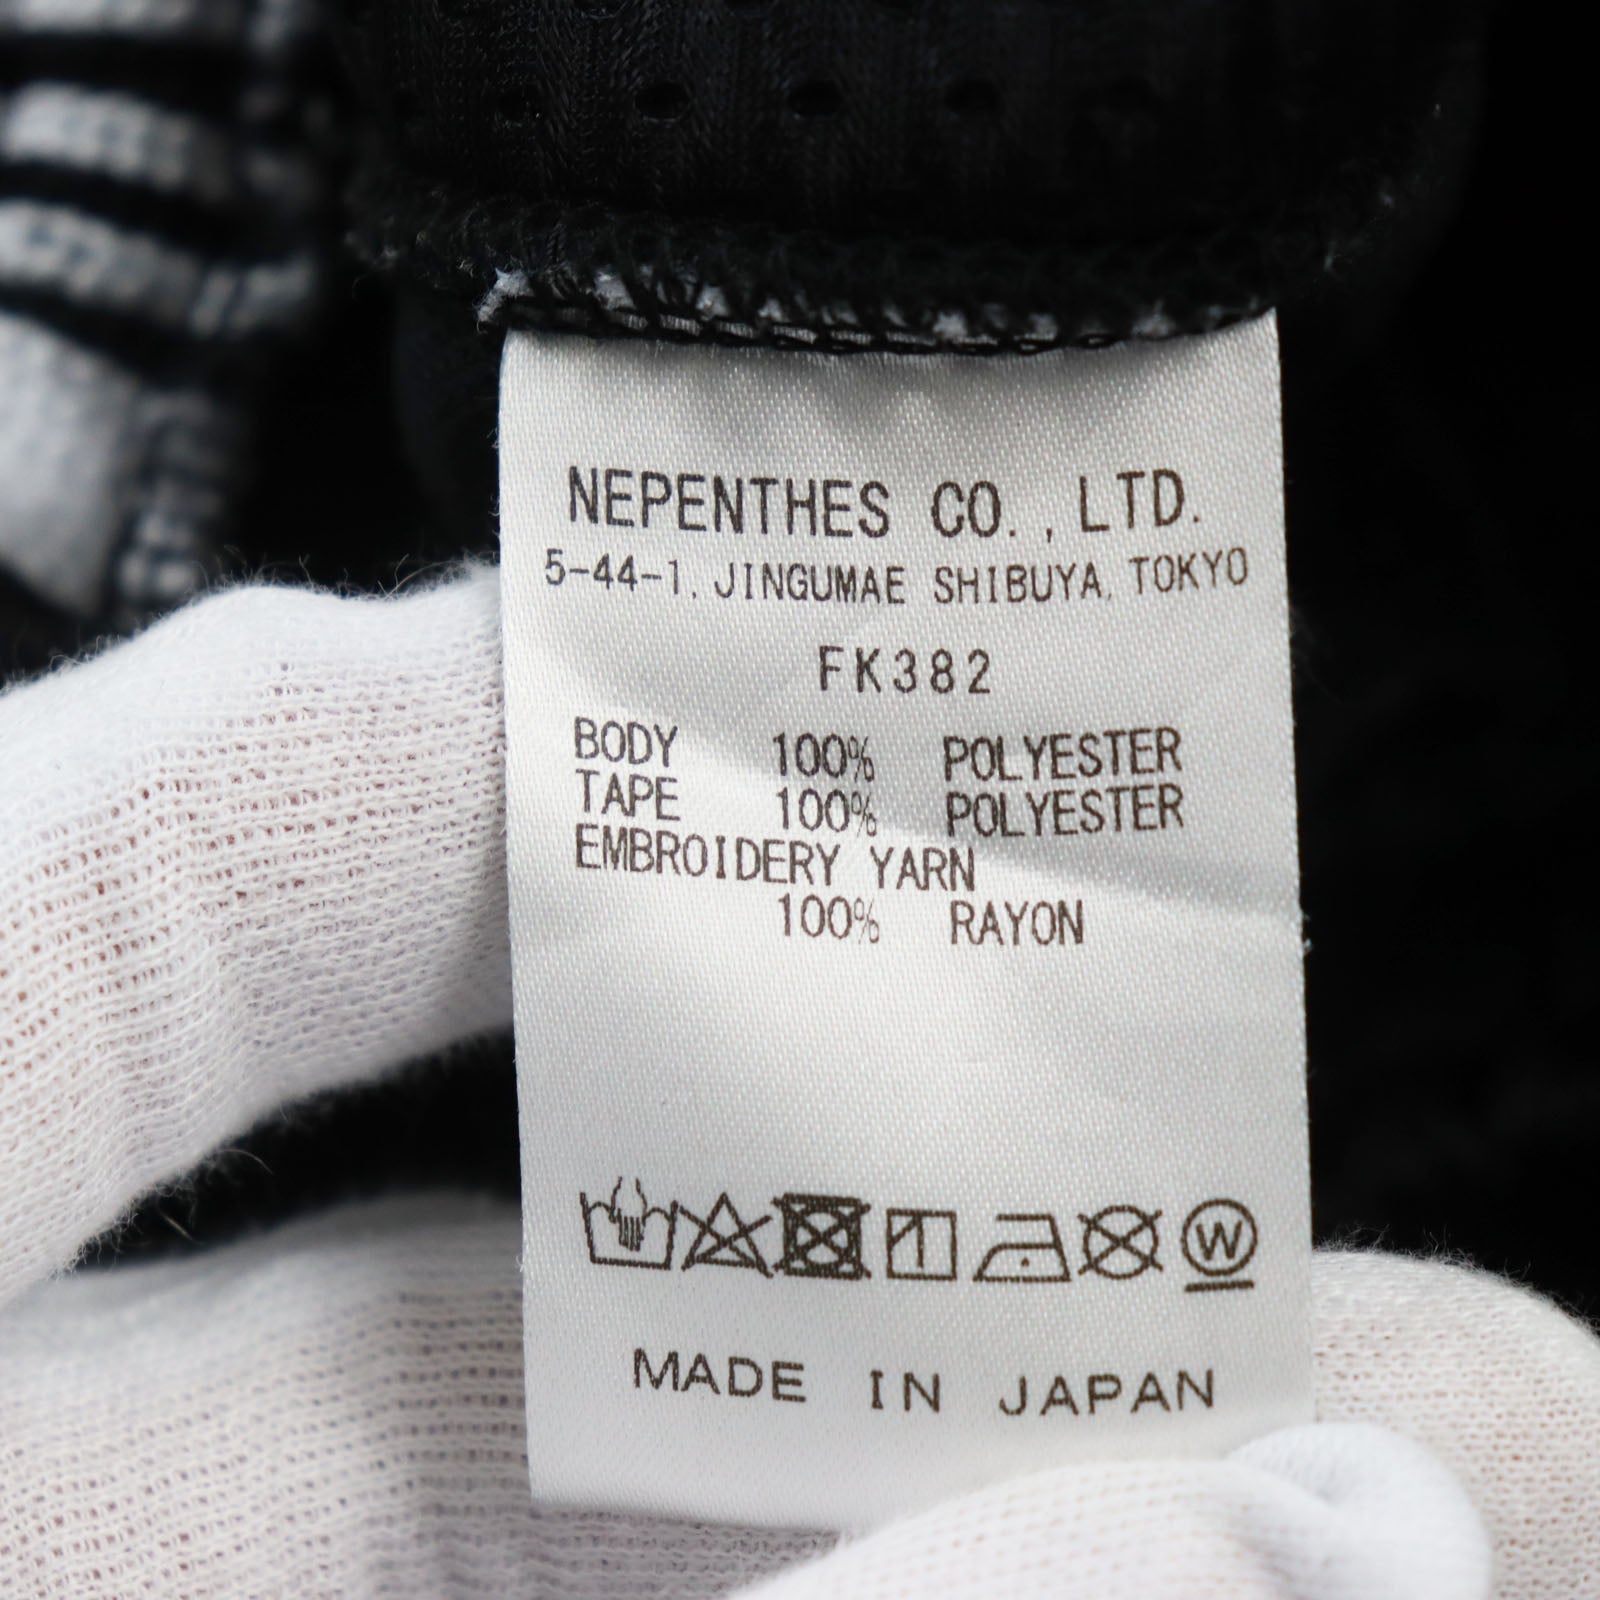 NEPENTHES CO., LTD.
5-44-1, JINGUMAE SHIBUYA, TOKYO
FK382
BODY 100% POLYESTER
TAPE 100% POLYESTER
EMBROIDERY YARN
100% RAYON
W
MADE IN JAPAN